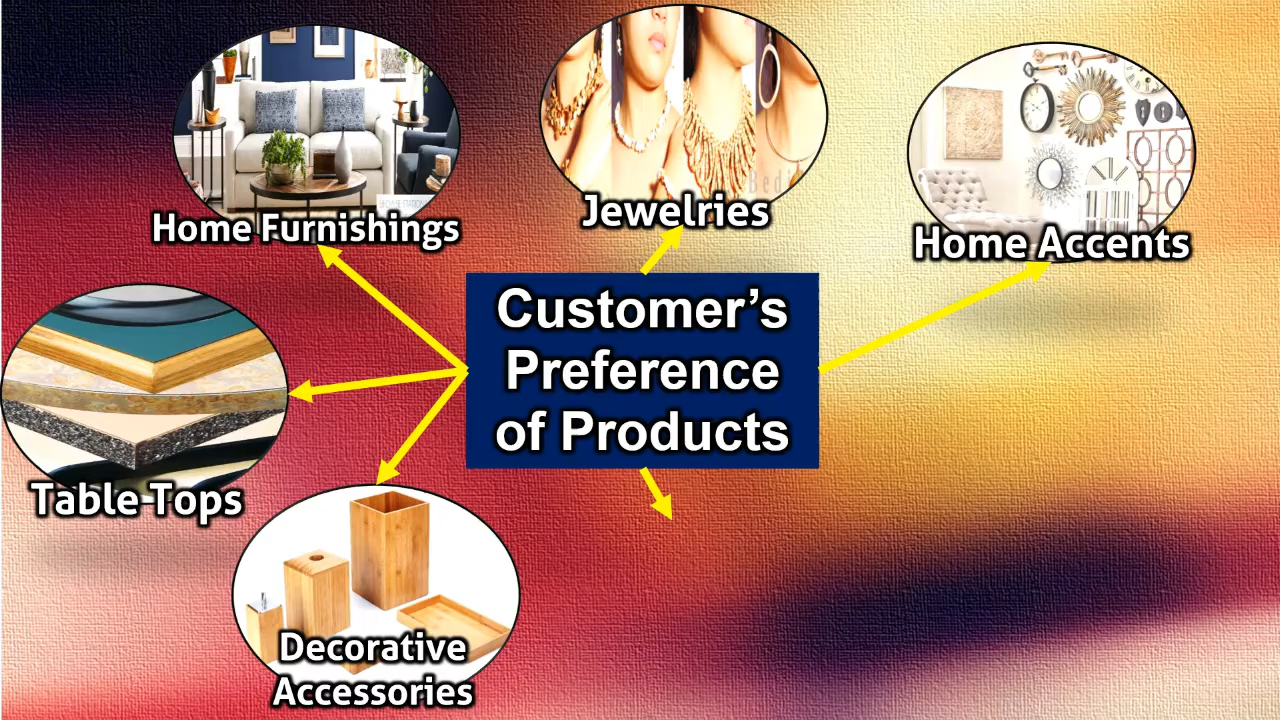 Home Furnishings
Jewelries
Home Accents
Customer’s
Preference
of Products
Table Tops
Decorative
Accessories